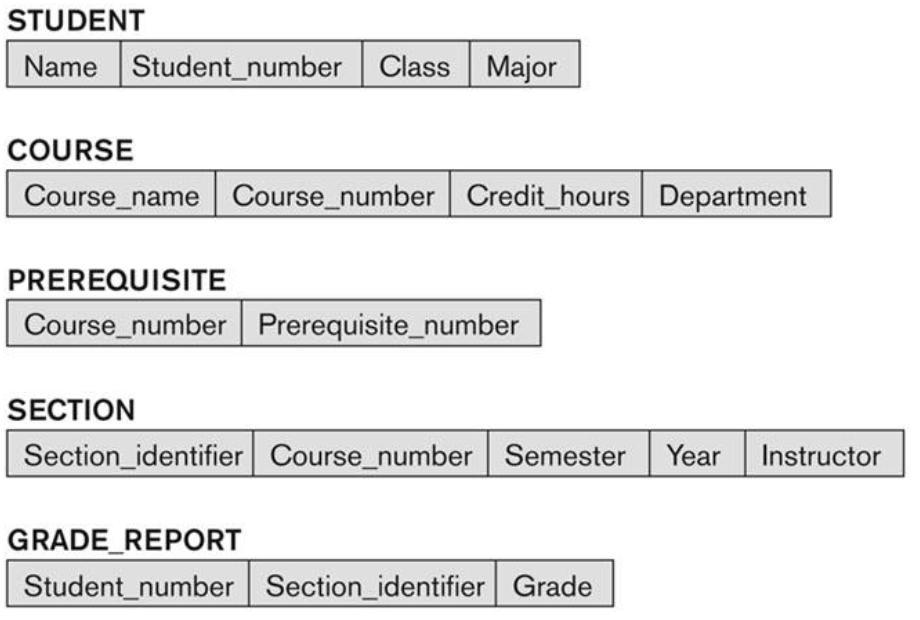 STUDENT
Name Student_number Class Major
COURSE
Course_name Course_number Credit_hours Department
PREREQUISITE
Course_number Prerequisite_number
SECTION
Section_identifier Course_number Semester Year Instructor
GRADE_REPORT
Student_number Section_identifier Grade